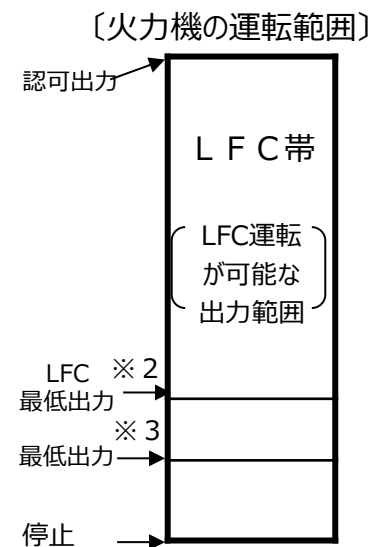 〔火力機の運転範囲〕
認可出力
ＬＦＣ帯
LFC運転
が可能な
出力範囲
LFC ※２
最低出力
※３
最低出力
停止